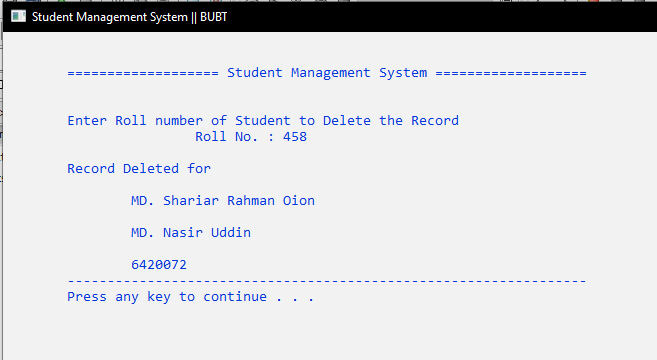 Student Management System || BUBT
=================== Student Management System ===================
Enter Roll number of Student to Delete the Record
Roll No. : 458
Record Deleted for
MD. Shariar Rahman Oion
MD. Nasir Uddin
6420072
-----------------------------------------------------------------
Press any key to continue . . .